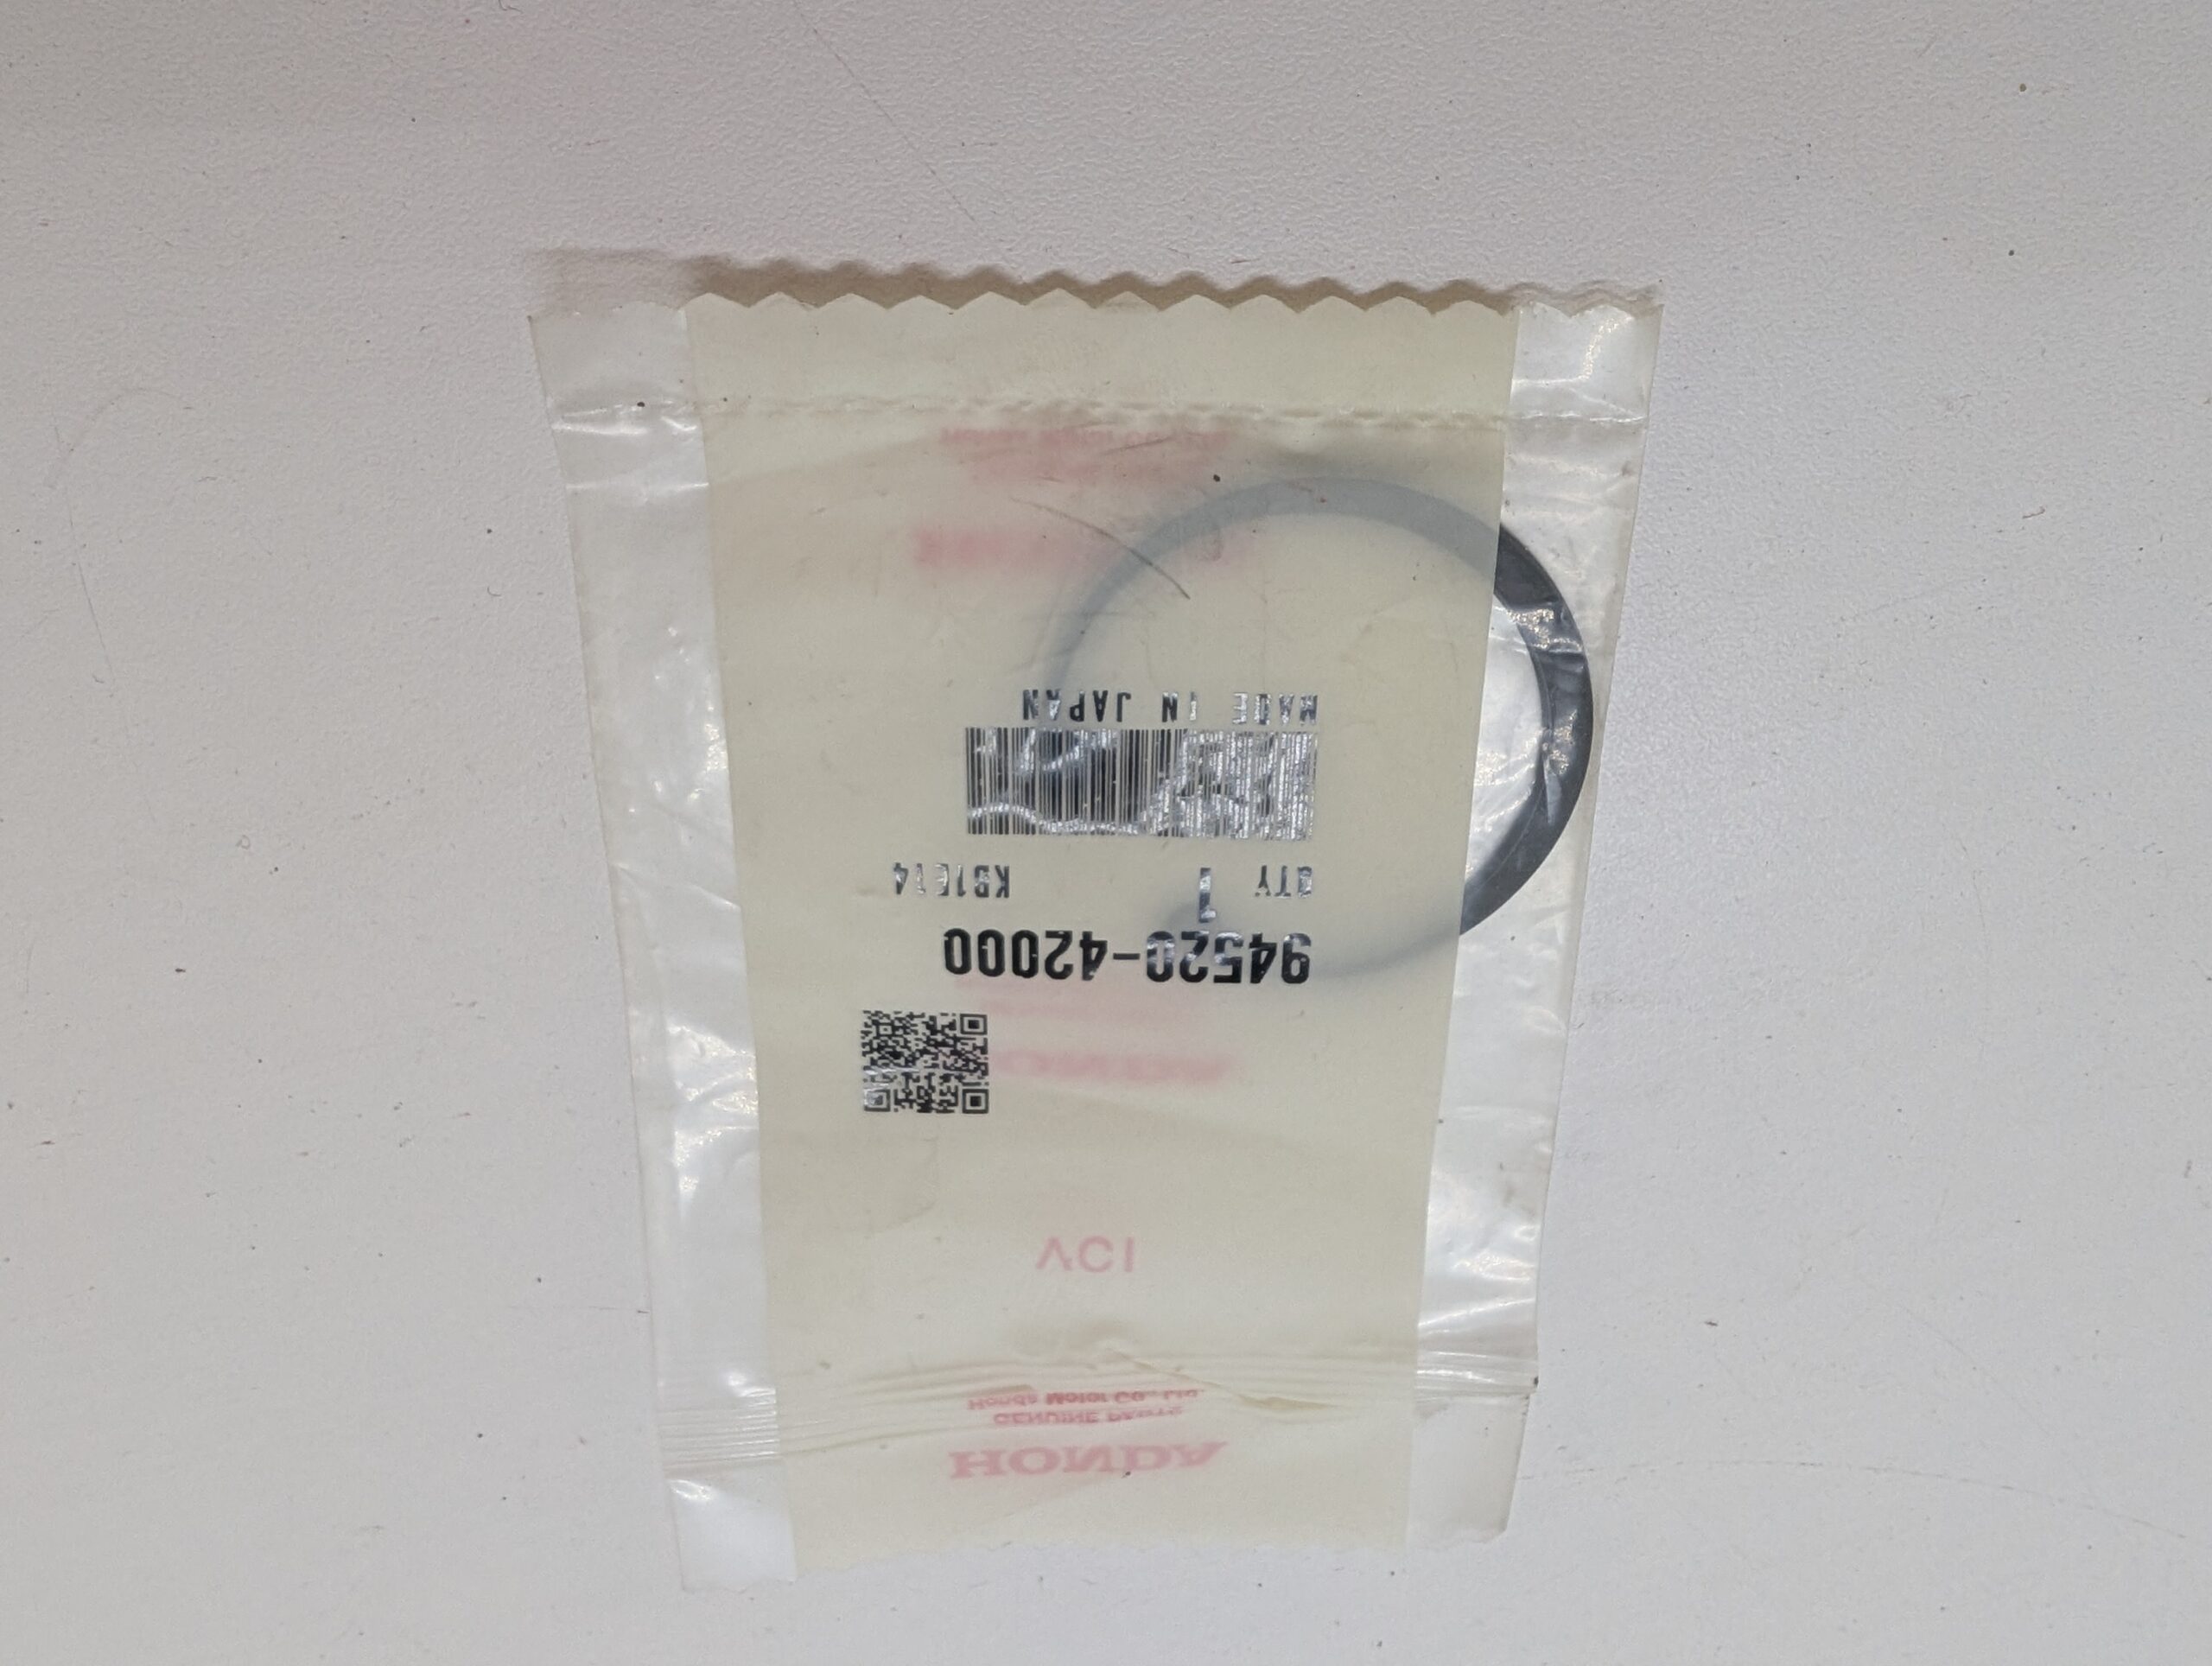 HONDA
GENUINE PARTS
Honda Motor Co., Ltd.
VCI
94520-42000
QTY 1 KB1E14
MADE IN JAPAN